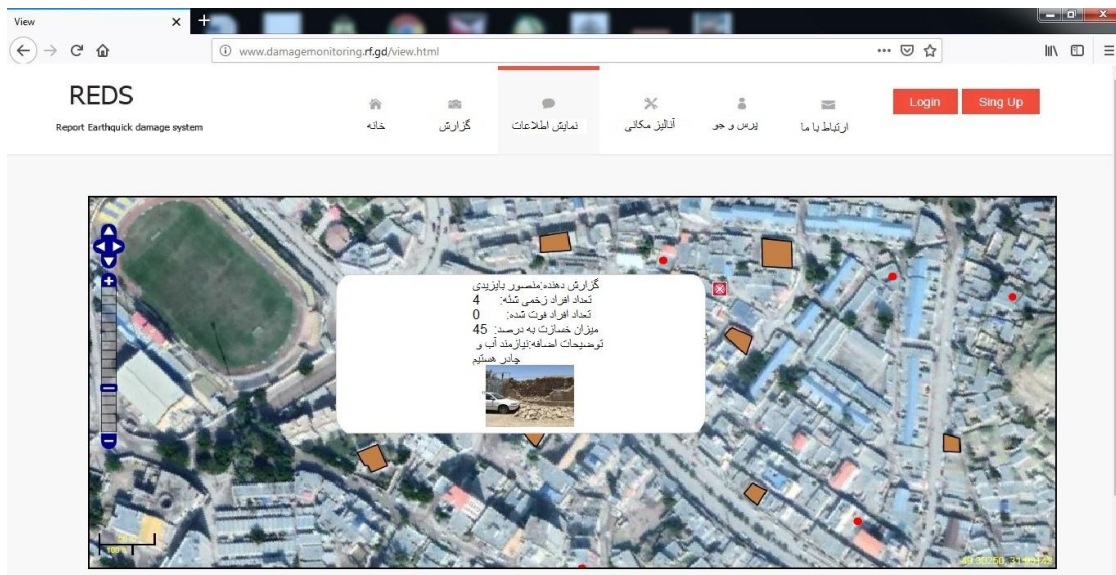 View
www.damagemonitoring.rf.gd/view.html
REDS
Report Earthquick damage system
خانه
گزارش
نمایش اطلاعات
آنالیز مکانی
پرس و جو
ارتباط با ما
Login
Sing Up
گزارش دهنده:منصور بایزیدی
تعداد افراد زخمی شده: 4
تعداد افراد فوت شده: 0
میزان خسازت به درصد: 45
توضیحات اضافه:نیازمند آب و
چادر هستیم